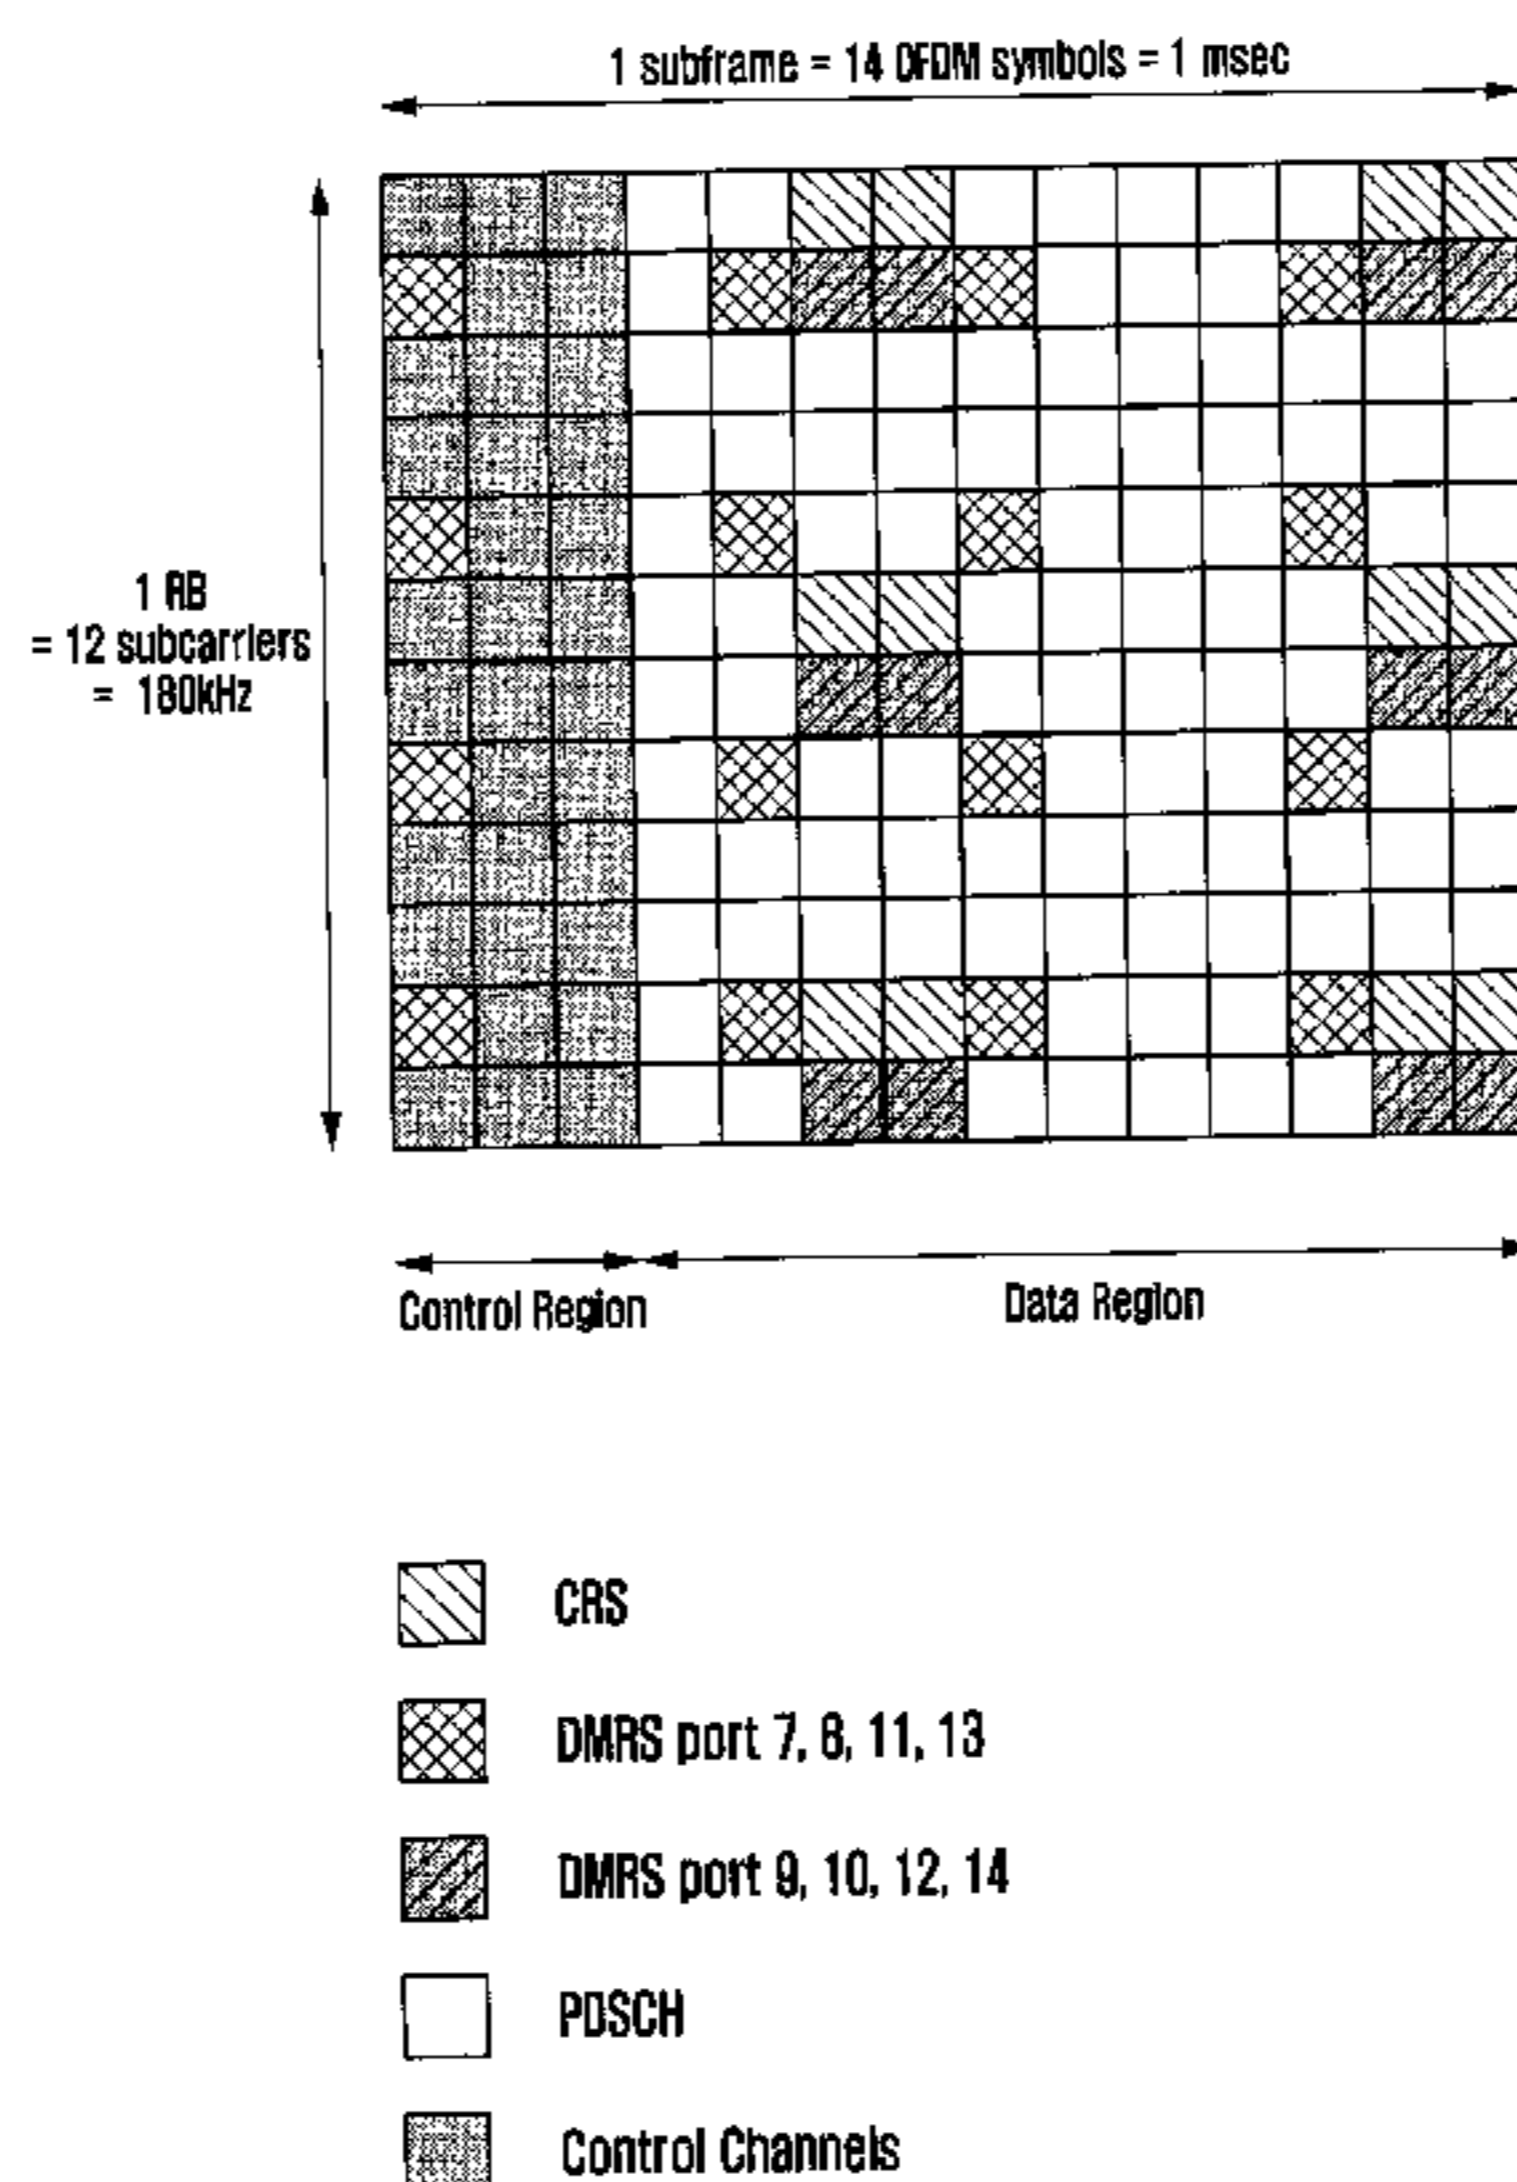 1 subframe = 14 OFDM symbols = 1 msec
1 RB
= 12 subcarriers
= 180kHz
Control Region
Data Region
CRS
DMRS port 7, 8, 11, 13
DMRS port 9, 10, 12, 14
PDSCH
Control Channels